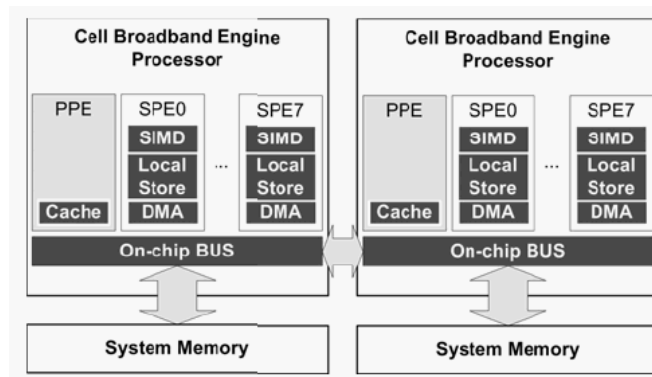 Cell Broadband Engine
Processor
PPE
SPE0
SPE7
SIMD
SIMD
Local
Store
...
Local
Store
Cache
DMA
DMA
On-chip BUS
System Memory
Cell Broadband Engine
Processor
PPE
SPE0
SPE7
SIMD
SIMD
Local
Store
...
Local
Store
Cache
DMA
DMA
On-chip BUS
System Memory